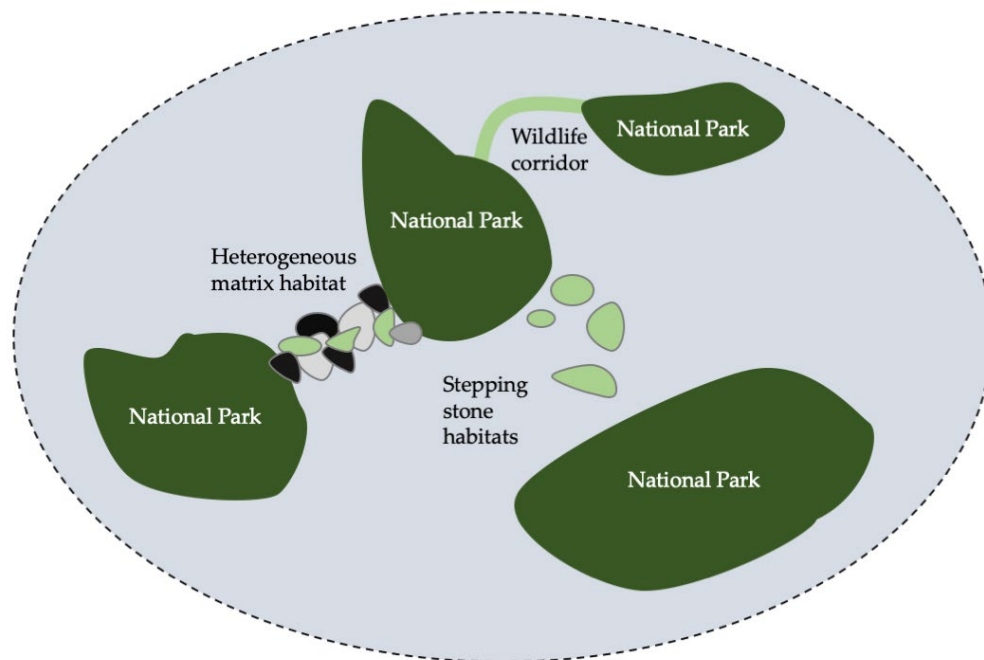 National Park
Wildlife
corridor
National Park
Heterogeneous
matrix habitat
National Park
Stepping
stone
habitats
National Park